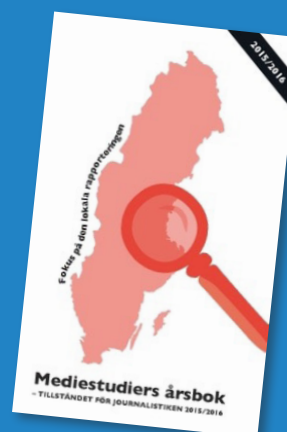 2015/2016
Fokus på den lokala rapporteringen
Mediestudiers årsbok
– TILLSTÅNDET FÖR JOURNALISTIKEN 2015/2016